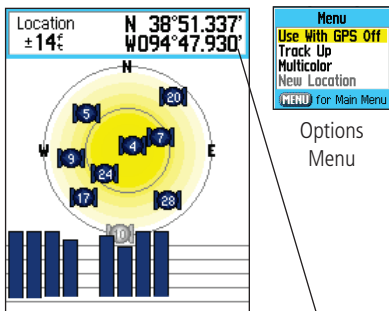 Location
N 38°51.337'
±14ft
W094°47.930'
N
20
5
7
4
W
E
9
24
17
28
10
Menu
Use With GPS Off
Track Up
Multicolor
New Location
MENU for Main Menu
Options
Menu